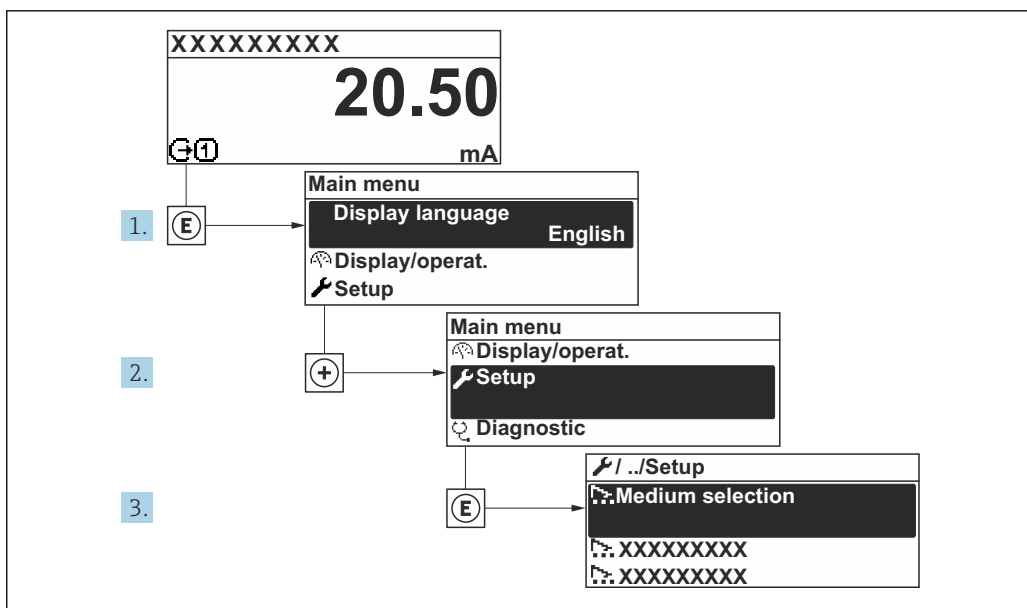 XXXXXXXXX
20.50
1 mA
Main menu
1. E Display language
English
Display/operat.
Setup
Main menu
Display/operat.
2. + Setup
Diagnostic
/ ../Setup
Medium selection
3. E
XXXXXXXXX
XXXXXXXXX